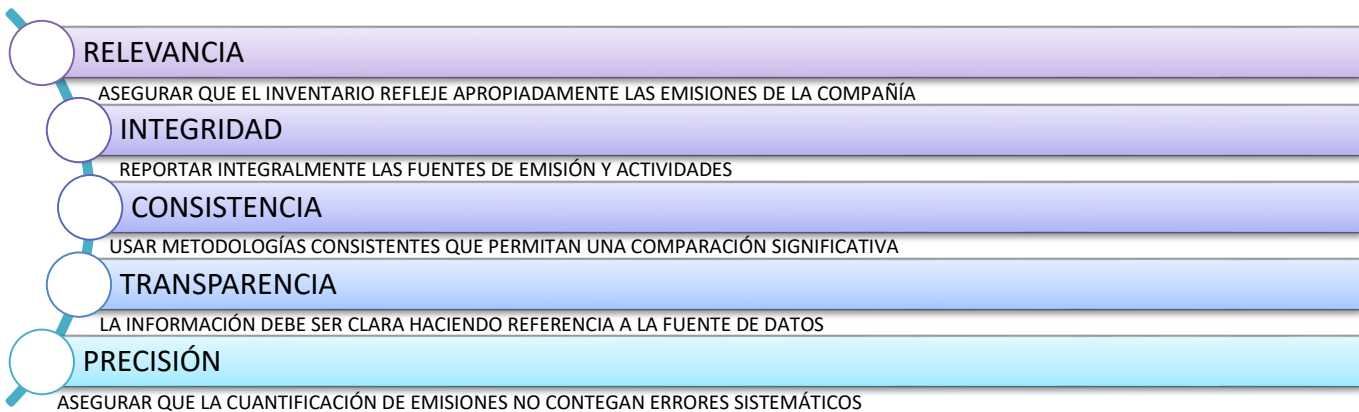 RELEVANCIA
ASEGURAR QUE EL INVENTARIO REFLEJE APROPIADAMENTE LAS EMISIONES DE LA COMPAÑÍA
INTEGRIDAD
REPORTAR INTEGRALMENTE LAS FUENTES DE EMISIÓN Y ACTIVIDADES
CONSISTENCIA
USAR METODOLOGÍAS CONSISTENTES QUE PERMITAN UNA COMPARACIÓN SIGNIFICATIVA
TRANSPARENCIA
LA INFORMACIÓN DEBE SER CLARA HACIENDO REFERENCIA A LA FUENTE DE DATOS
PRECISIÓN
ASEGURAR QUE LA CUANTIFICACIÓN DE EMISIONES NO CONTEGAN ERRORES SISTEMÁTICOS